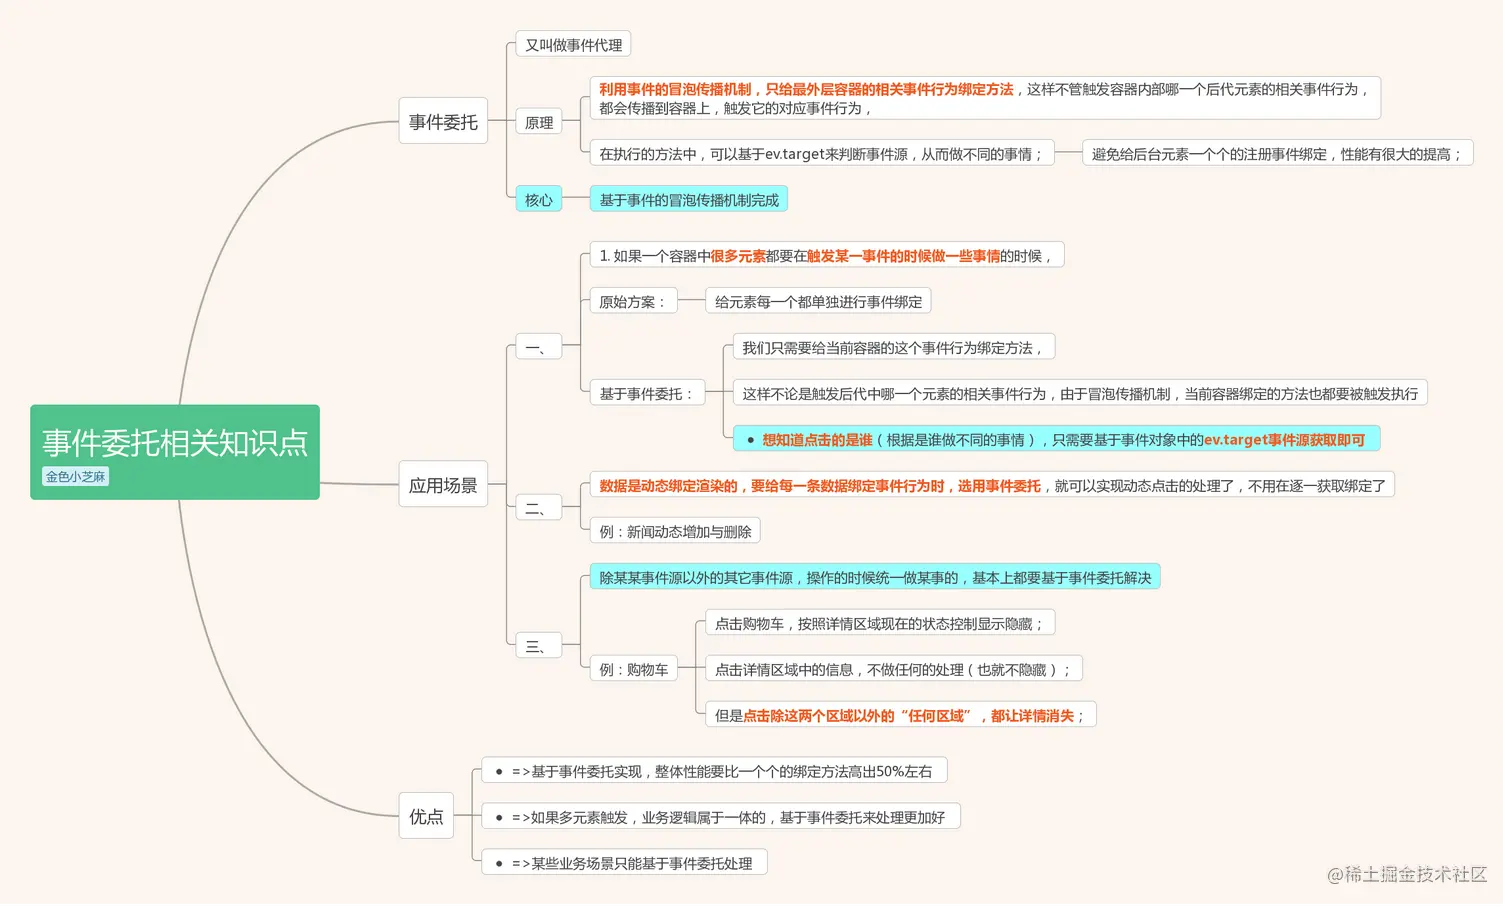 事件委托相关知识点
金色小芝麻
事件委托
又叫做事件代理
原理
利用事件的冒泡传播机制，只给最外层容器的相关事件行为绑定方法，这样不管触发容器内部哪一个后代元素的相关事件行为，
都会传播到容器上，触发它的对应事件行为，
在执行的方法中，可以基于ev.target来判断事件源，从而做不同的事情；
避免给后台元素一个个的注册事件绑定，性能有很大的提高；
核心
基于事件的冒泡传播机制完成
应用场景
一、
1. 如果一个容器中很多元素都要在触发某一事件的时候做一些事情的时候，
原始方案：
给元素每一个都单独进行事件绑定
基于事件委托：
我们只需要给当前容器的这个事件行为绑定方法，
这样不论是触发后代中哪一个元素的相关事件行为，由于冒泡传播机制，当前容器绑定的方法也都要被触发执行
• 想知道点击的是谁（根据是谁做不同的事情），只需要基于事件对象中的ev.target事件源获取即可
二、
数据是动态绑定渲染的，要给每一条数据绑定事件行为时，选用事件委托，就可以实现动态点击的处理了，不用在逐一获取绑定了
例：新闻动态增加与删除
三、
除某某事件源以外的其它事件源，操作的时候统一做某事的，基本上都要基于事件委托解决
例：购物车
点击购物车，按照详情区域现在的状态控制显示隐藏；
点击详情区域中的信息，不做任何的处理（也就不隐藏）；
但是点击除这两个区域以外的“任何区域”，都让详情消失；
优点
• =>基于事件委托实现，整体性能要比一个个的绑定方法高出50%左右
• =>如果多元素触发，业务逻辑属于一体的，基于事件委托来处理更加好
• =>某些业务场景只能基于事件委托处理
@稀土掘金技术社区